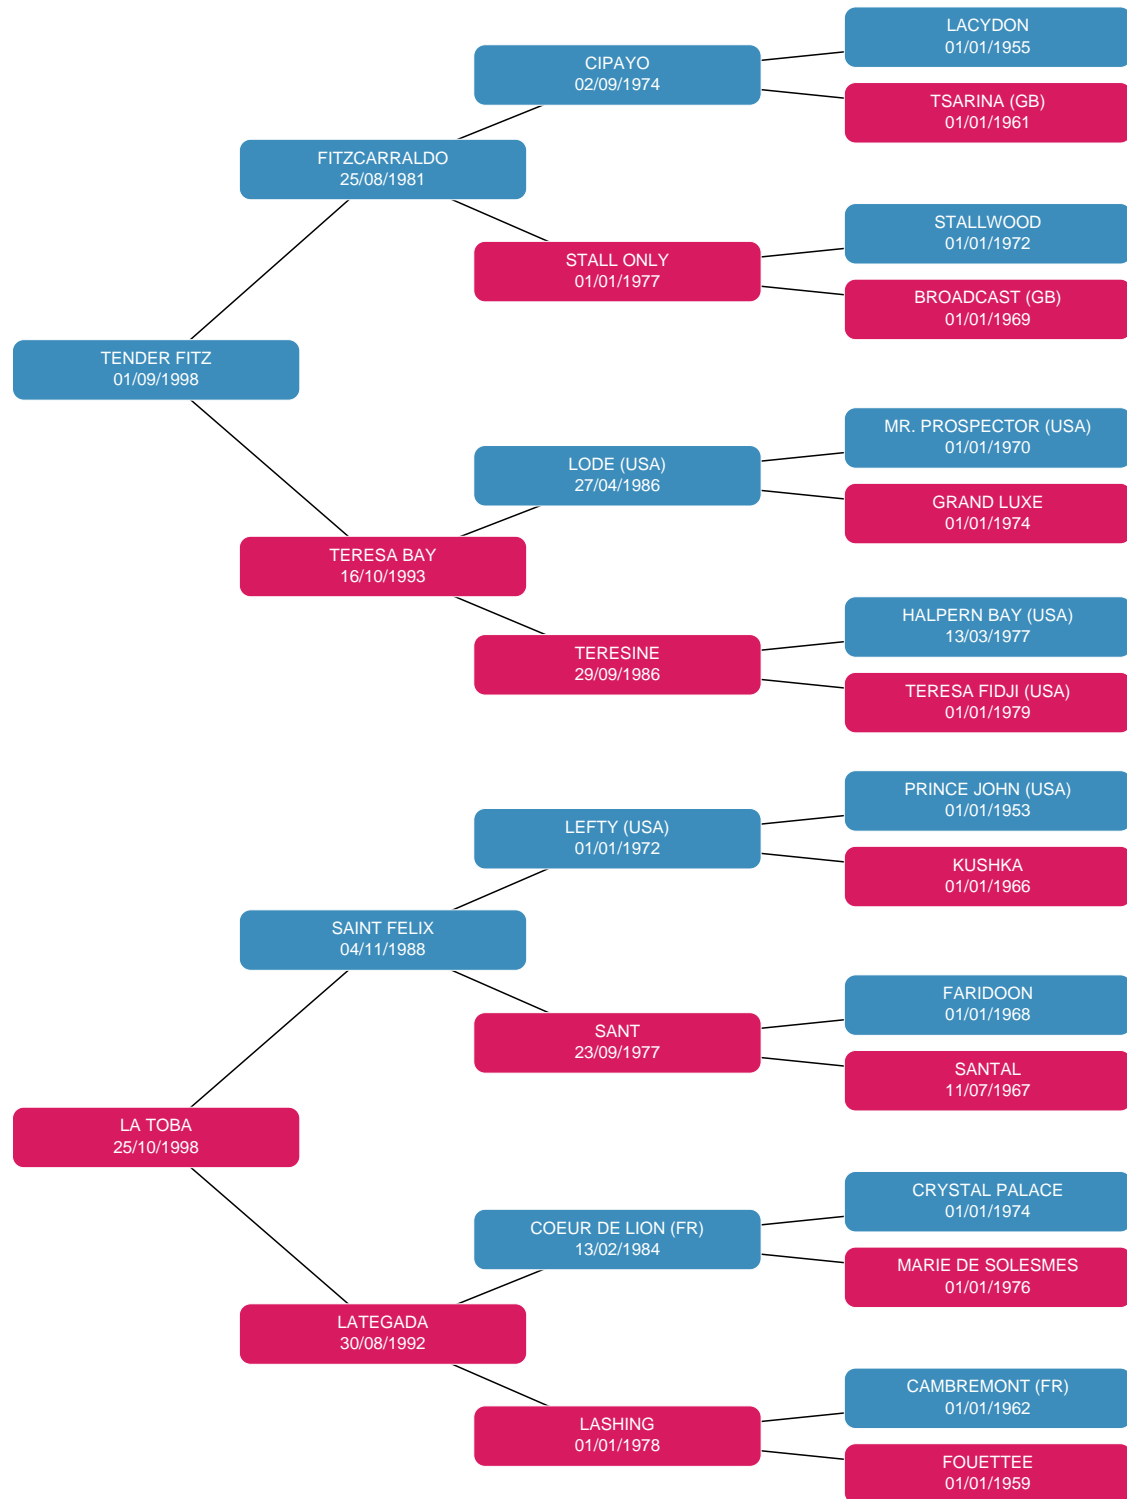 LACYDON
01/01/1955
CIPAYO
02/09/1974
TSARINA (GB)
01/01/1961
FITZCARRALDO
25/08/1981
STALLWOOD
01/01/1972
STALL ONLY
01/01/1977
BROADCAST (GB)
01/01/1969
TENDER FITZ
01/09/1998
MR. PROSPECTOR (USA)
01/01/1970
LODE (USA)
27/04/1986
GRAND LUXE
01/01/1974
TERESA BAY
16/10/1993
HALPERN BAY (USA)
13/03/1977
TERESINE
29/09/1986
TERESA FIDJI (USA)
01/01/1979
PRINCE JOHN (USA)
01/01/1953
LEFTY (USA)
01/01/1972
KUSHKA
01/01/1966
SAINT FELIX
04/11/1988
FARIDOON
01/01/1968
SANT
23/09/1977
SANTAL
11/07/1967
LA TOBA
25/10/1998
CRYSTAL PALACE
01/01/1974
COEUR DE LION (FR)
13/02/1984
MARIE DE SOLESMES
01/01/1976
LATEGADA
30/08/1992
CAMBREMONT (FR)
01/01/1962
LASHING
01/01/1978
FOUETTEE
01/01/1959